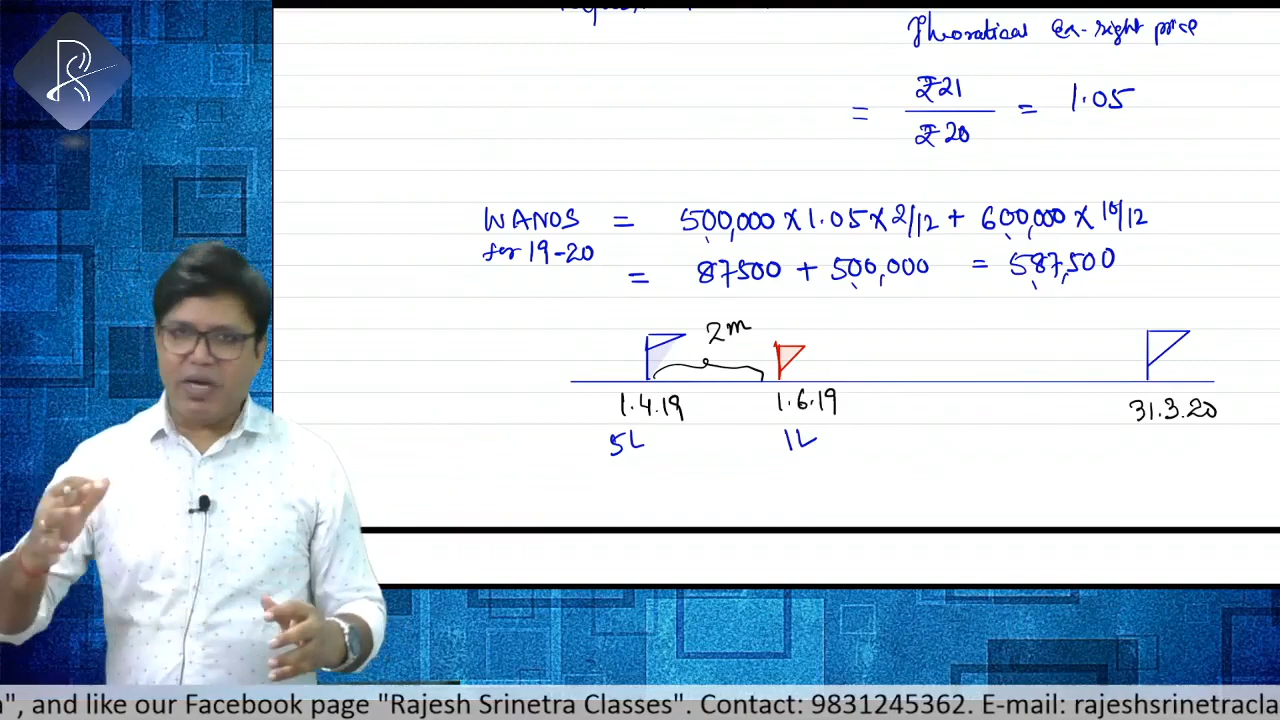 Theoratical Ex-right price
= ₹21 / ₹20 = 1.05
WANOS for 19-20 = 500,000 × 1.05 × 2/12 + 600,000 × 10/12
= 87500 + 500,000 = 587,500
2m
1.4.19 1.6.19 31.3.20
5L 1L
", and like our Facebook page "Rajesh Srinetra Classes". Contact: 9831245362. E-mail: rajeshsrinetracla